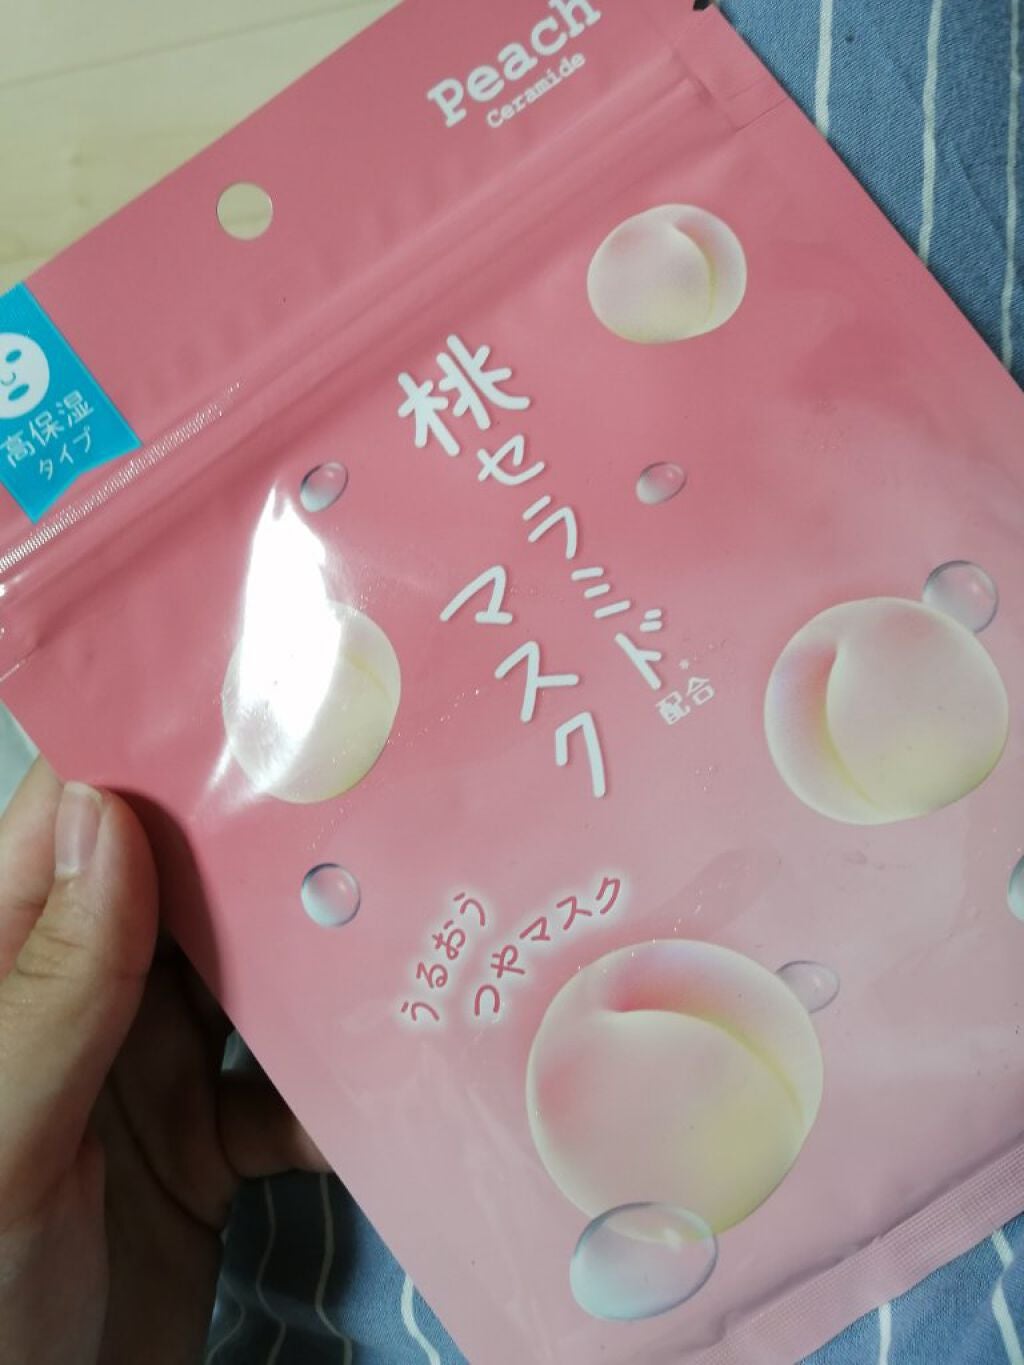 Peach
Ceramide
高保湿
タイプ
桃セラミド*配合
マスク
うるおう
つやマスク